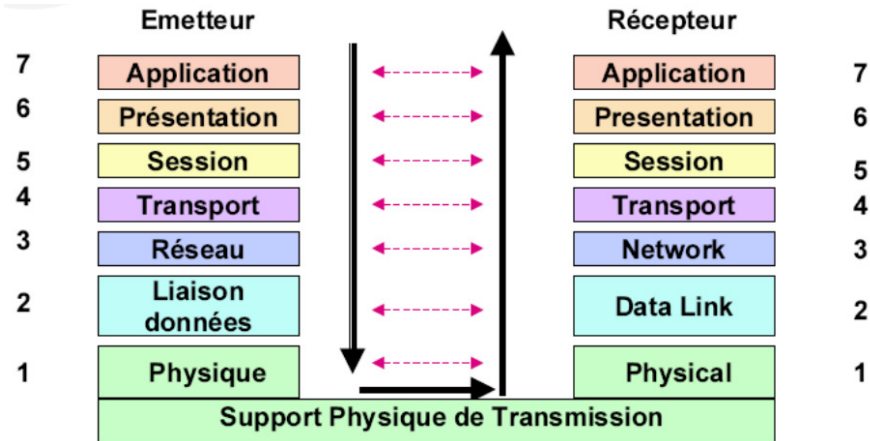 Emetteur Récepteur
7 Application Application 7
6 Présentation Presentation 6
5 Session Session 5
4 Transport Transport 4
3 Réseau Network 3
2 Liaison données Data Link 2
1 Physique Physical 1
Support Physique de Transmission